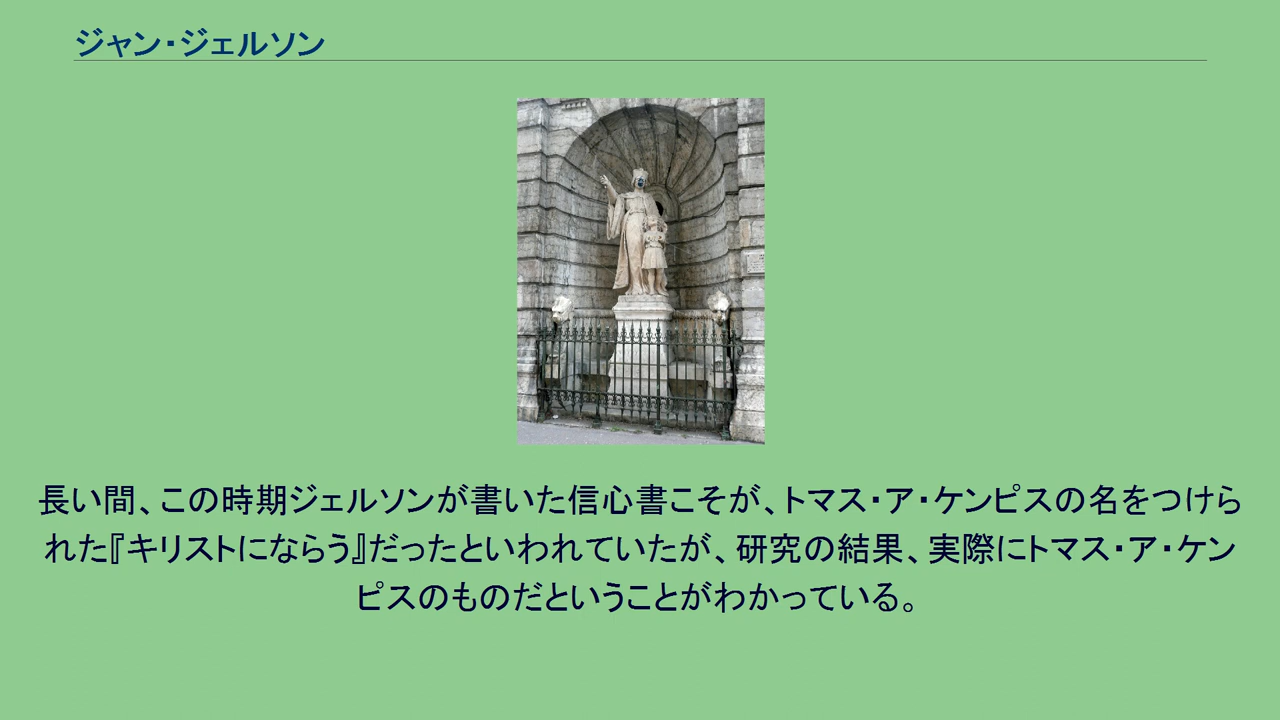 ジャン・ジェルソン
長い間、この時期ジェルソンが書いた信心書こそが、トマス・ア・ケンピスの名をつけら
れた『キリストにならう』だったといわれていたが、研究の結果、実際にトマス・ア・ケン
ピスのものだということがわかっている。